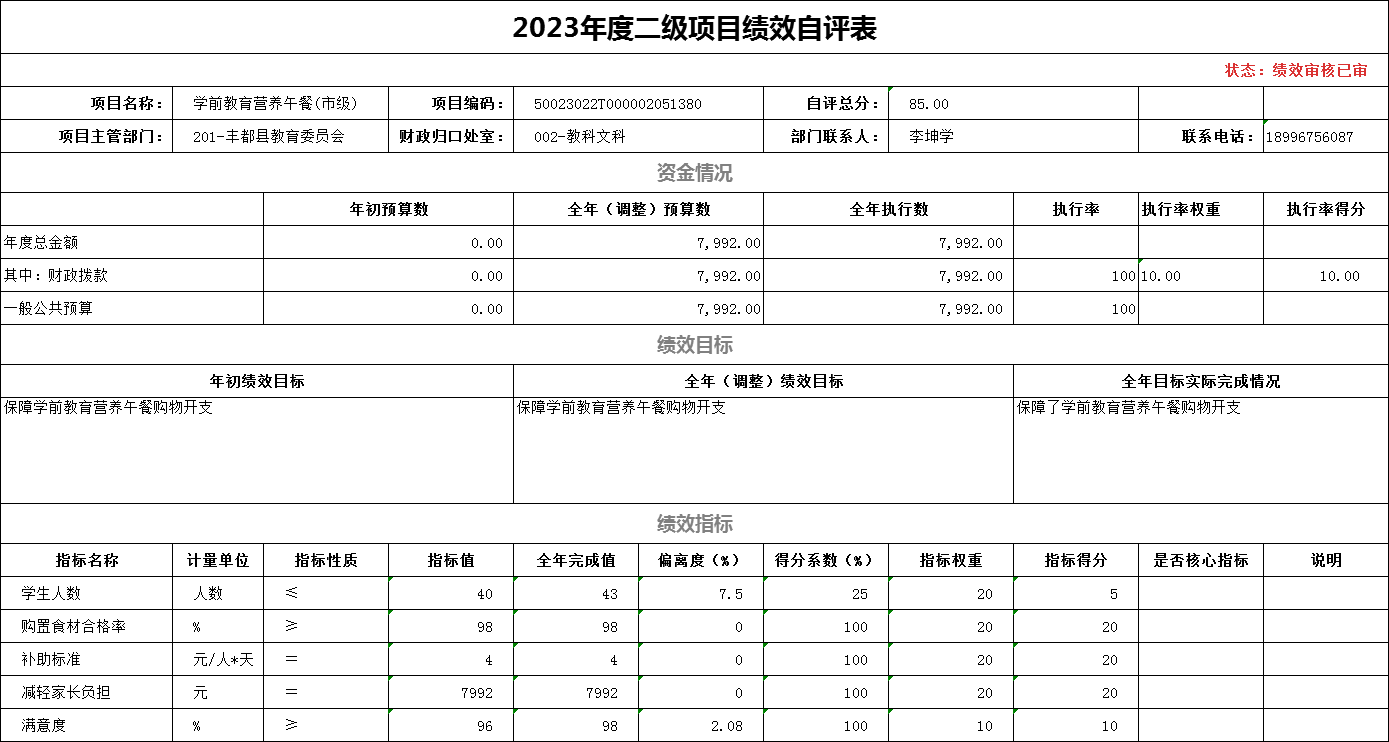 2023年度二级项目绩效自评表
状态：绩效审核已审
项目名称： 学前教育营养午餐(市级) 项目编码： 50023022T000002051380 自评总分： 85.00
项目主管部门： 201-丰都县教育委员会 财政归口处室： 002-教科文科 部门联系人： 李坤学 联系电话： 18996756087
资金情况
年初预算数 全年（调整）预算数 全年执行数 执行率 执行率权重 执行率得分
年度总金额 0.00 7,992.00 7,992.00
其中：财政拨款 0.00 7,992.00 7,992.00 100 10.00 10.00
一般公共预算 0.00 7,992.00 7,992.00 100
绩效目标
年初绩效目标 全年（调整）绩效目标 全年目标实际完成情况
保障学前教育营养午餐购物开支 保障学前教育营养午餐购物开支 保障了学前教育营养午餐购物开支
绩效指标
指标名称 计量单位 指标性质 指标值 全年完成值 偏离度（%） 得分系数（%） 指标权重 指标得分 是否核心指标 说明
学生人数 人数 ≤ 40 43 7.5 25 20 5
购置食材合格率 % ≥ 98 98 0 100 20 20
补助标准 元/人*天 ＝ 4 4 0 100 20 20
减轻家长负担 元 ＝ 7992 7992 0 100 20 20
满意度 % ≥ 96 98 2.08 100 10 10